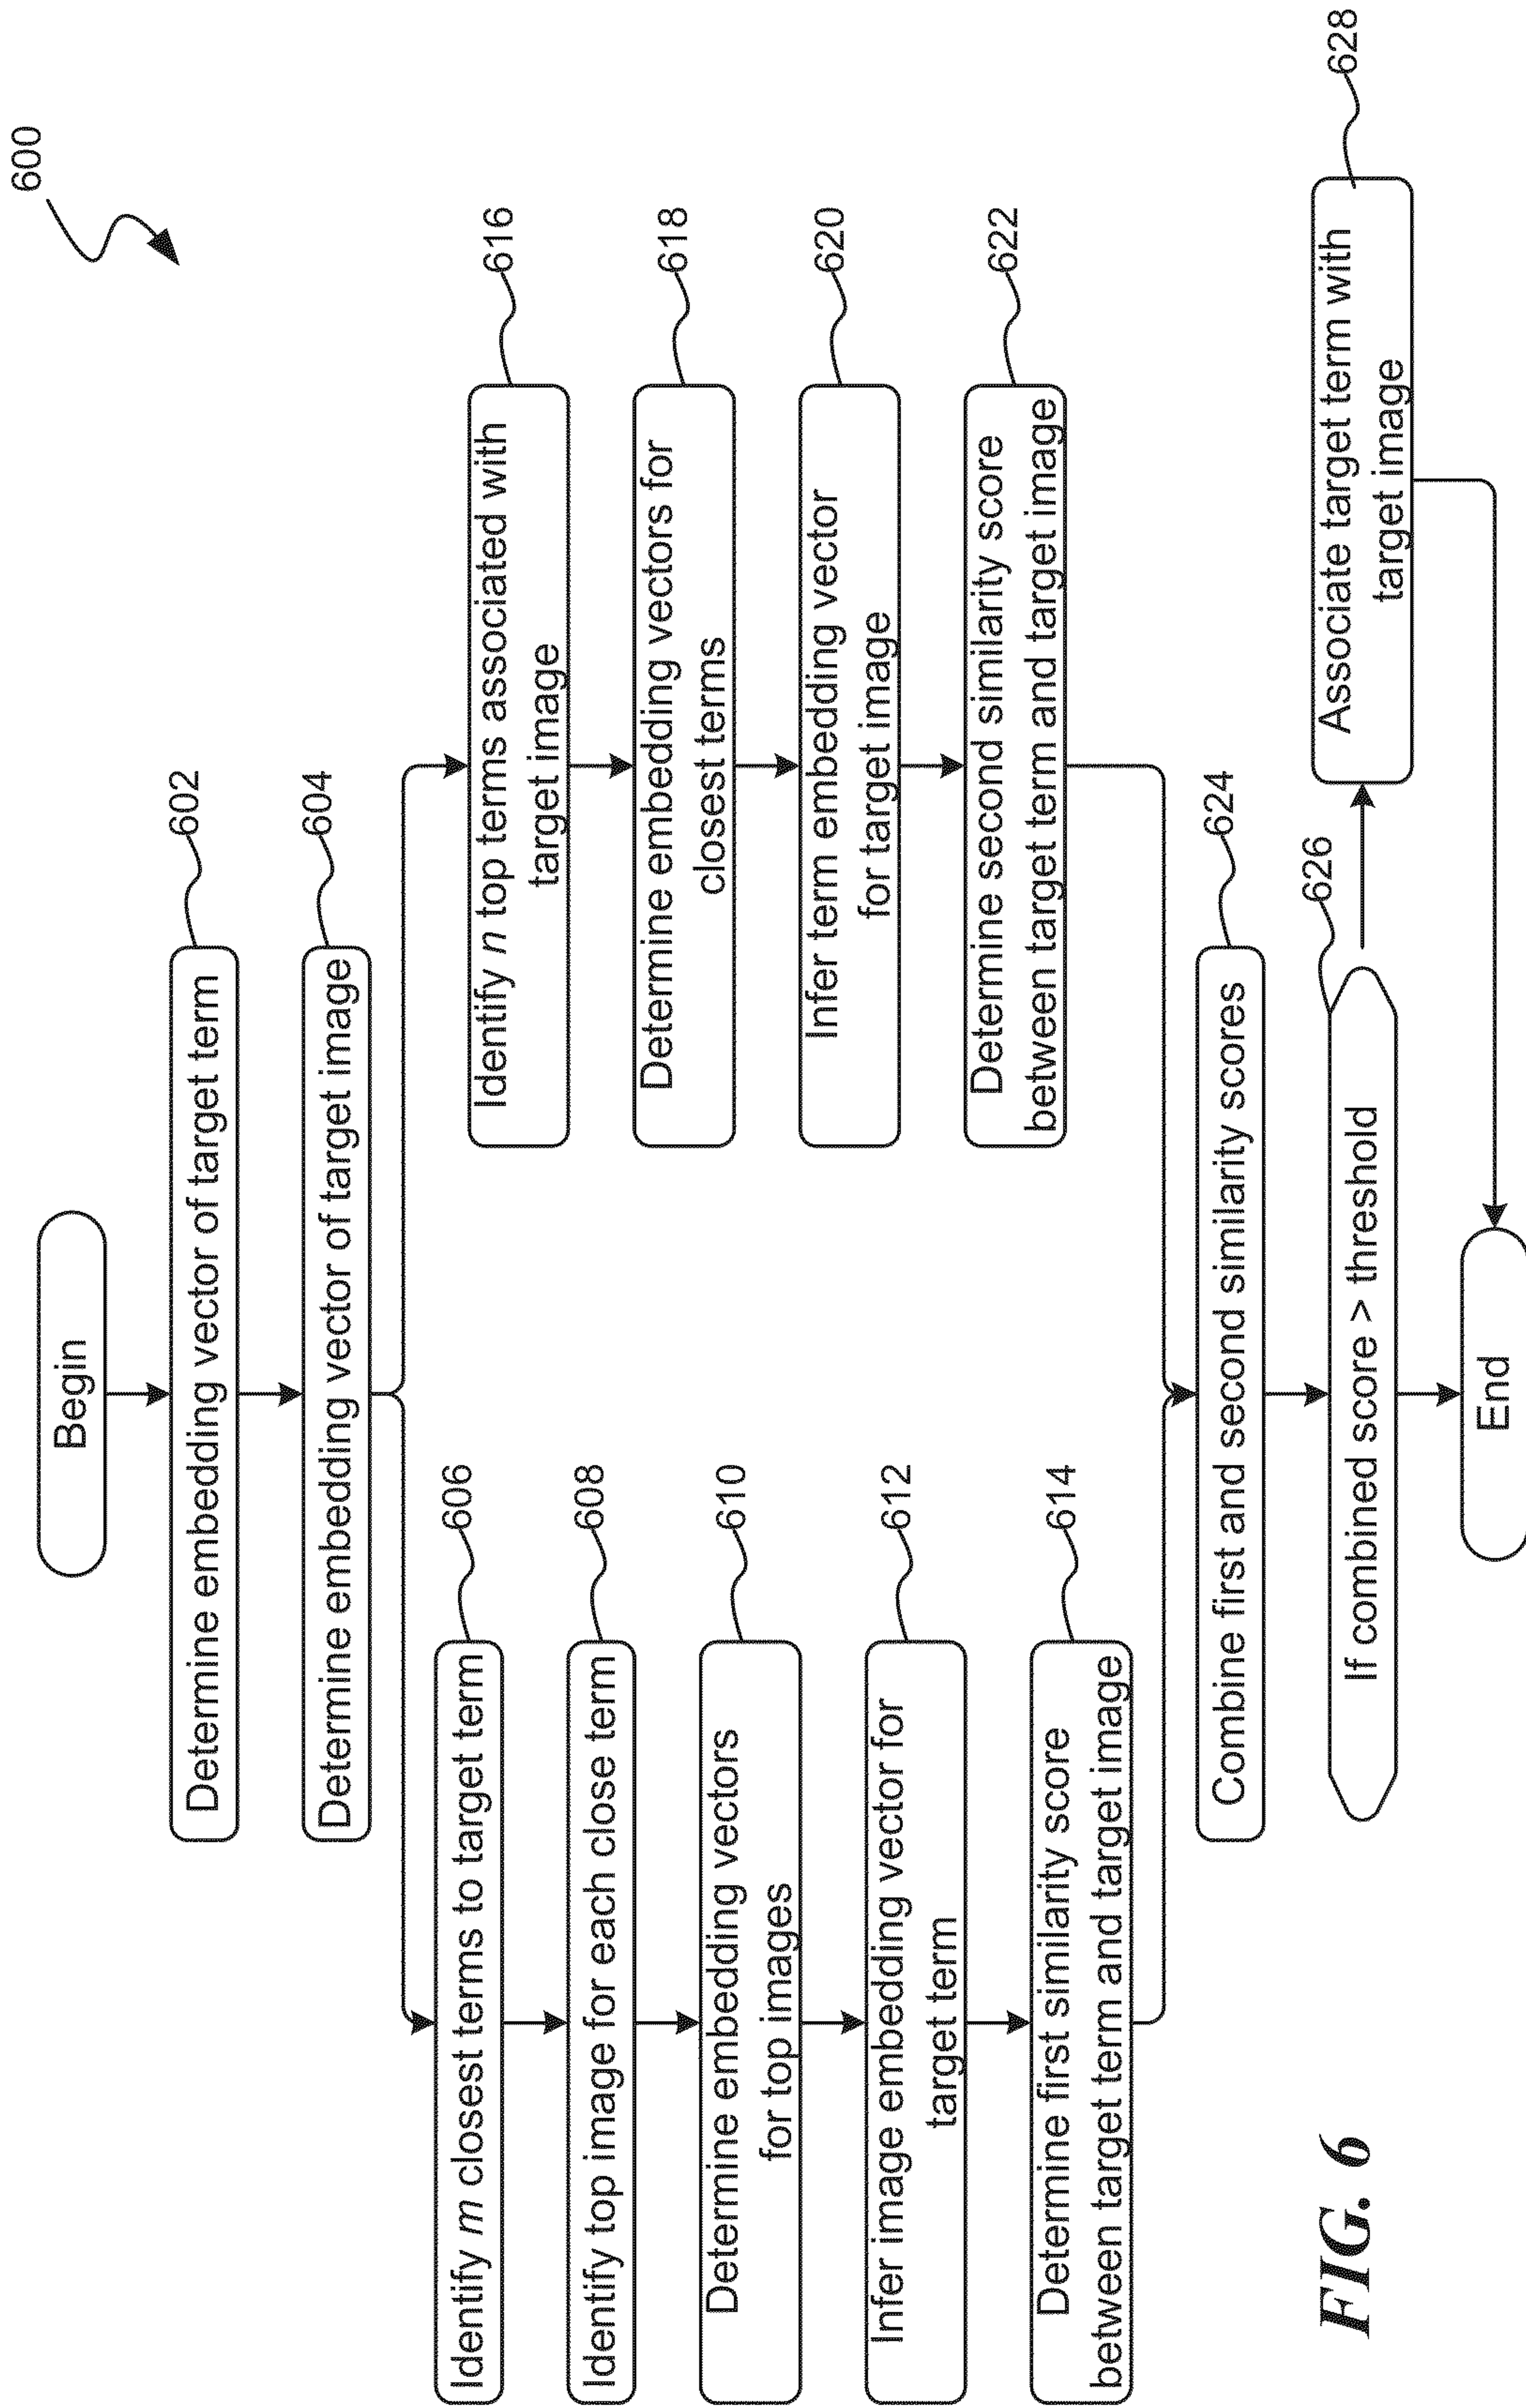 600
Begin
602
Determine embedding vector of target term
604
Determine embedding vector of target image
606
Identify m closest terms to target term
608
Identify top image for each close term
610
Determine embedding vectors
for top images
612
Infer image embedding vector for
target term
614
Determine first similarity score
between target term and target image
616
Identify n top terms associated with
target image
618
Determine embedding vectors for
closest terms
620
Infer term embedding vector
for target image
622
Determine second similarity score
between target term and target image
624
Combine first and second similarity scores
626
If combined score > threshold
628
Associate target term with
target image
End
FIG. 6